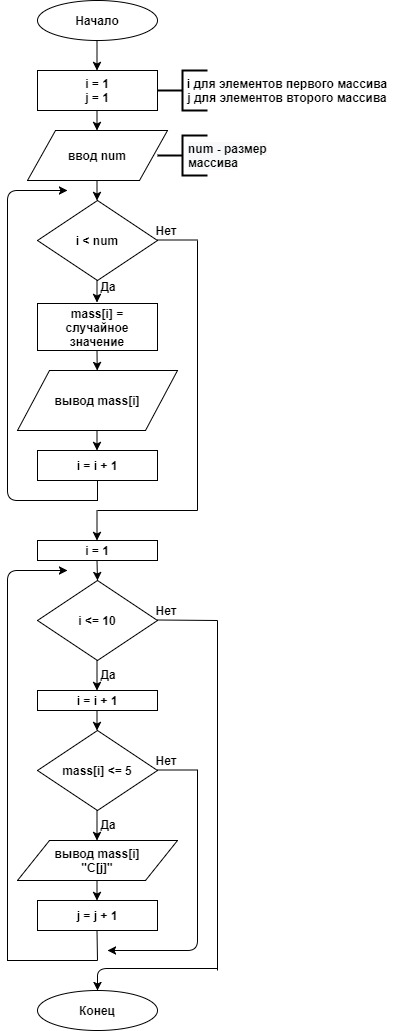 Начало
i = 1
j = 1
i для элементов первого массива
j для элементов второго массива
ввод num
num - размер
массива
i < num
Нет
Да
mass[i] =
случайное
значение
вывод mass[i]
i = i + 1
i = 1
i <= 10
Нет
Да
i = i + 1
mass[i] <= 5
Нет
Да
вывод mass[i]
"C[j]"
j = j + 1
Конец